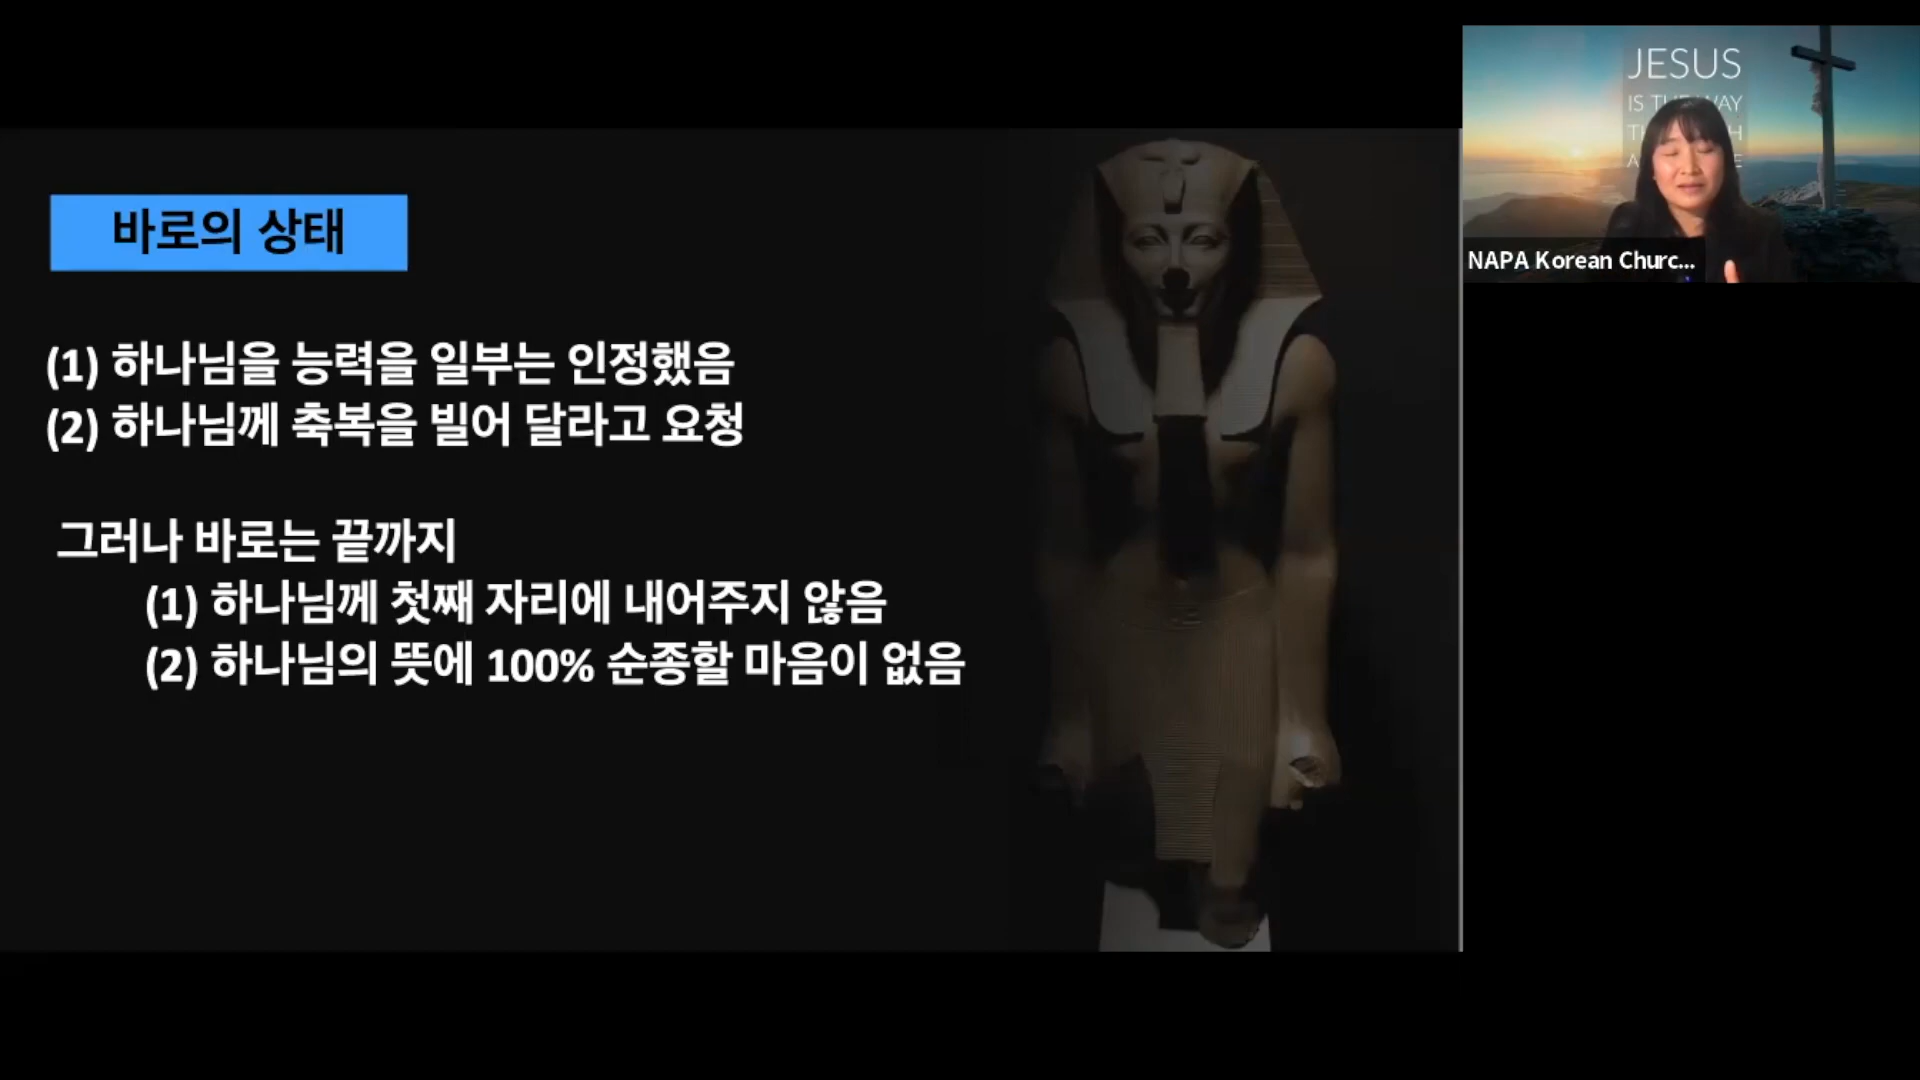 바로의 상태
(1) 하나님을 능력을 일부는 인정했음
(2) 하나님께 축복을 빌어 달라고 요청
그러나 바로는 끝까지
(1) 하나님께 첫째 자리에 내어주지 않음
(2) 하나님의 뜻에 100% 순종할 마음이 없음
JESUS
IS
NAPA Korean Churc...